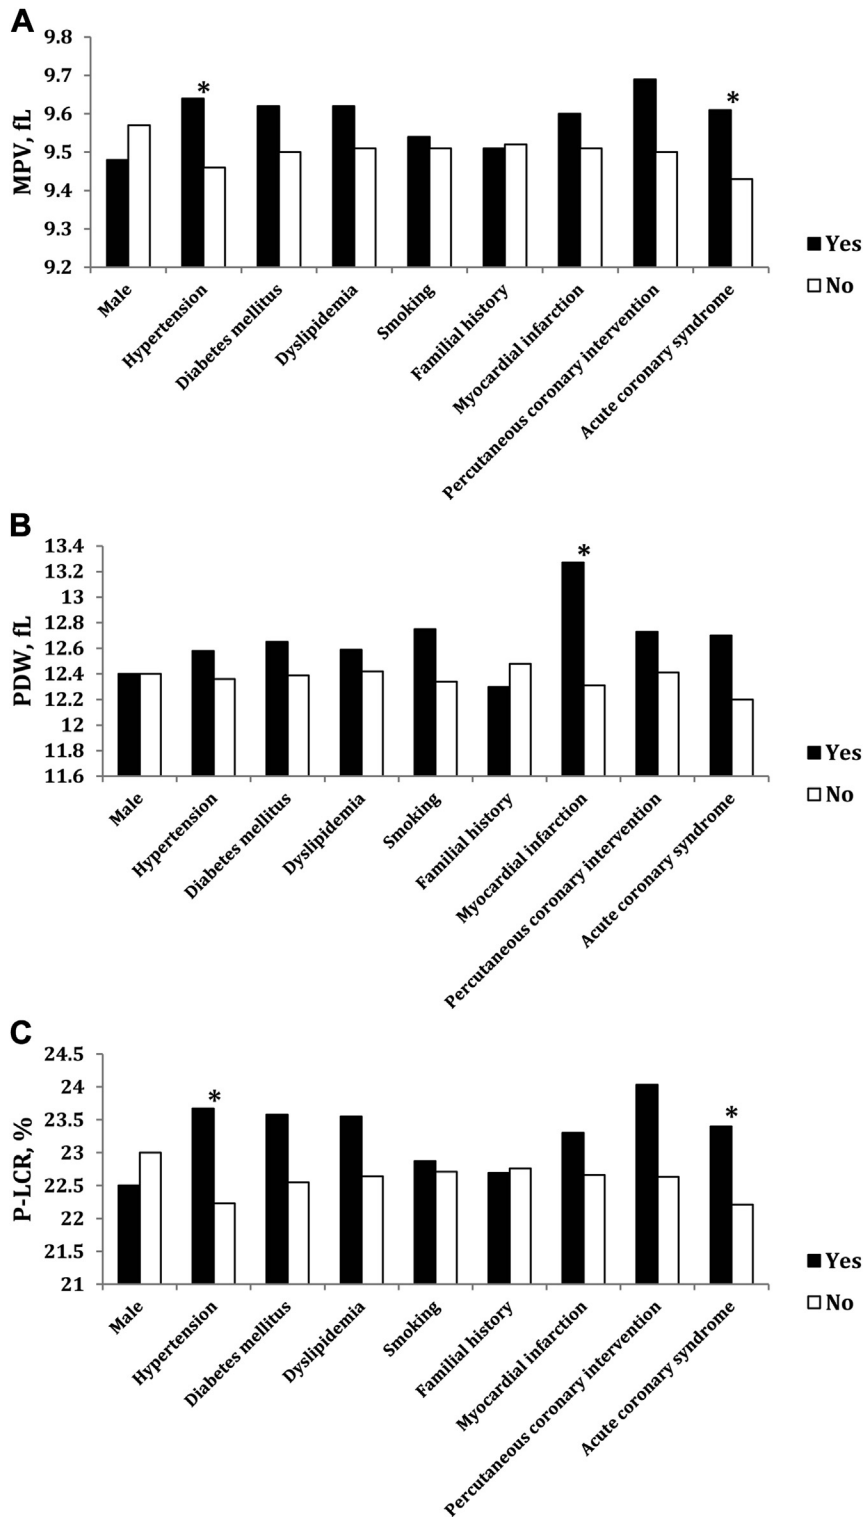 A
MPV, fL
9.8
9.7
9.6
9.5
9.4
9.3
9.2
*
*
Male
Hypertension
Diabetes mellitus
Dyslipidemia
Smoking
Familial history
Myocardial infarction
Percutaneous coronary intervention
Acute coronary syndrome
Yes
No
B
PDW, fL
13.4
13.2
13
12.8
12.6
12.4
12.2
12
11.8
11.6
*
Male
Hypertension
Diabetes mellitus
Dyslipidemia
Smoking
Familial history
Myocardial infarction
Percutaneous coronary intervention
Acute coronary syndrome
Yes
No
C
P-LCR, %
24.5
24
23.5
23
22.5
22
21.5
21
*
*
Male
Hypertension
Diabetes mellitus
Dyslipidemia
Smoking
Familial history
Myocardial infarction
Percutaneous coronary intervention
Acute coronary syndrome
Yes
No